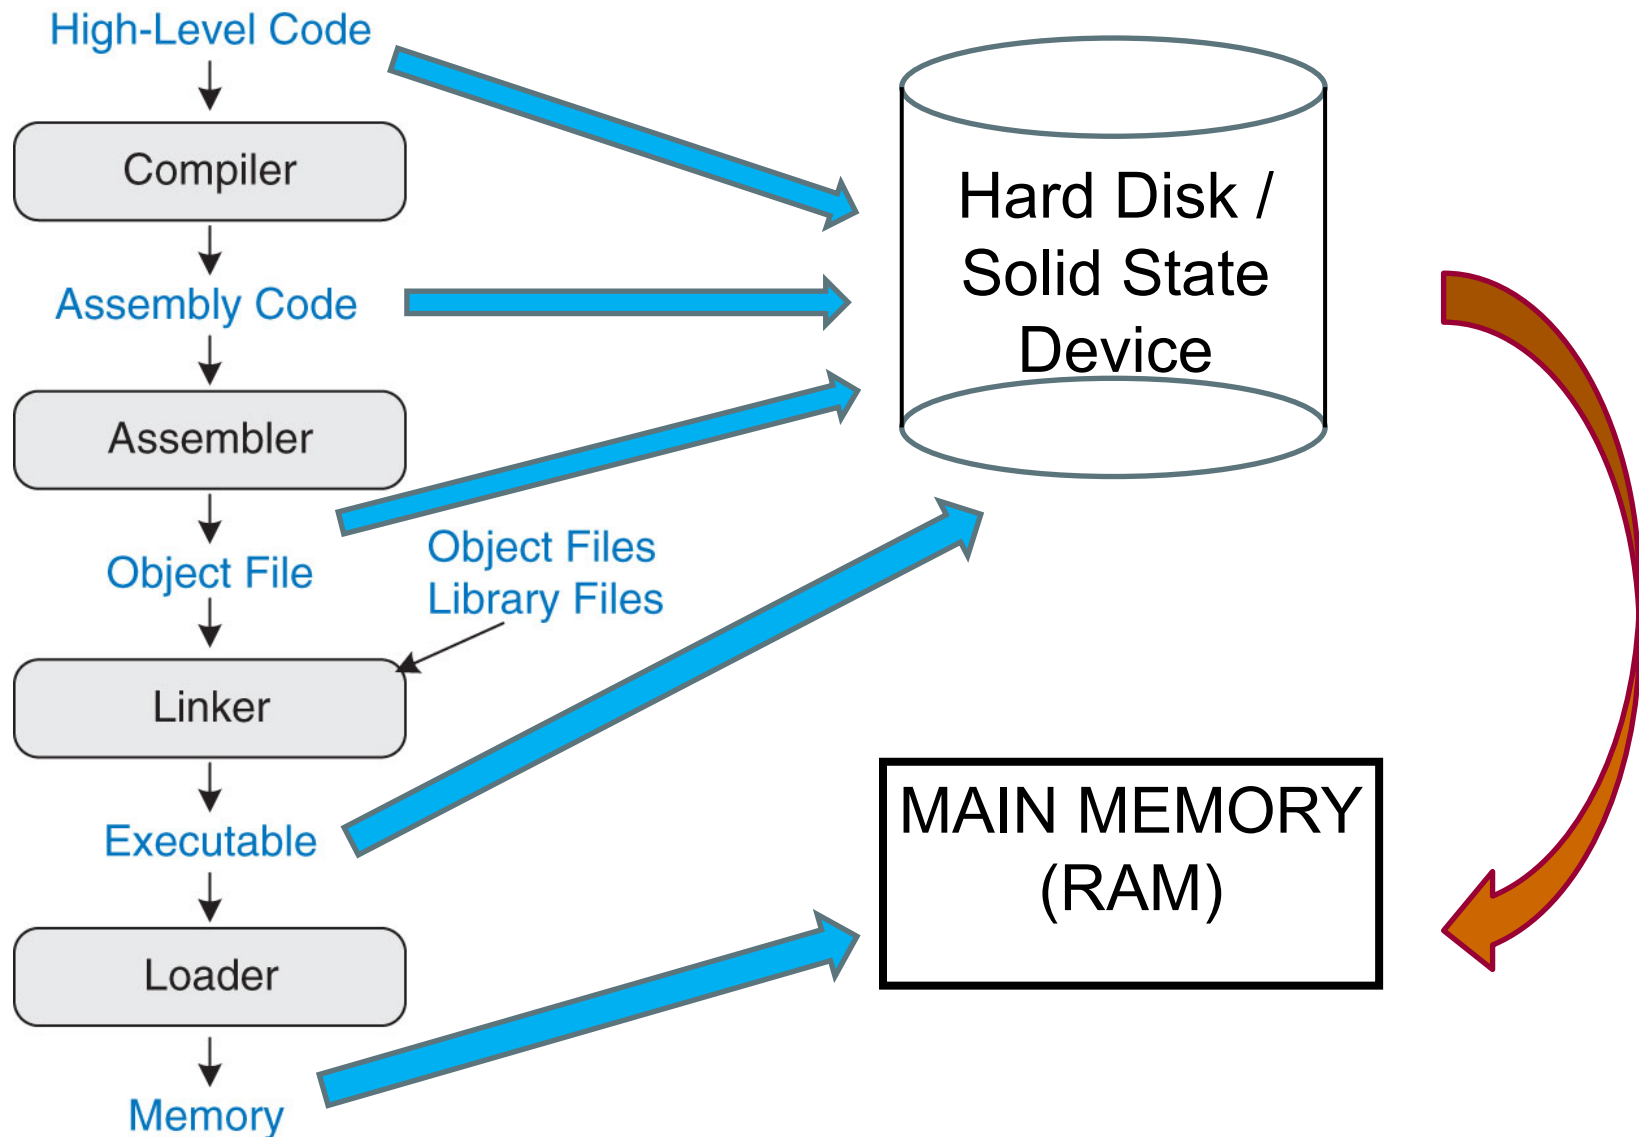 High-Level Code
Compiler
Assembly Code
Assembler
Object File
Object Files
Library Files
Linker
Executable
Loader
Memory
Hard Disk /
Solid State
Device
MAIN MEMORY
(RAM)